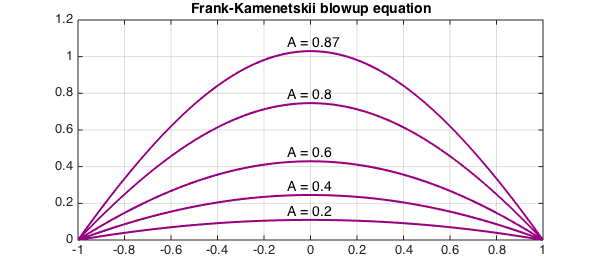 Frank-Kamenetskii blowup equation
1.2
1
0.8
0.6
0.4
0.2
0
A = 0.87
A = 0.8
A = 0.6
A = 0.4
A = 0.2
-1 -0.8 -0.6 -0.4 -0.2 0 0.2 0.4 0.6 0.8 1